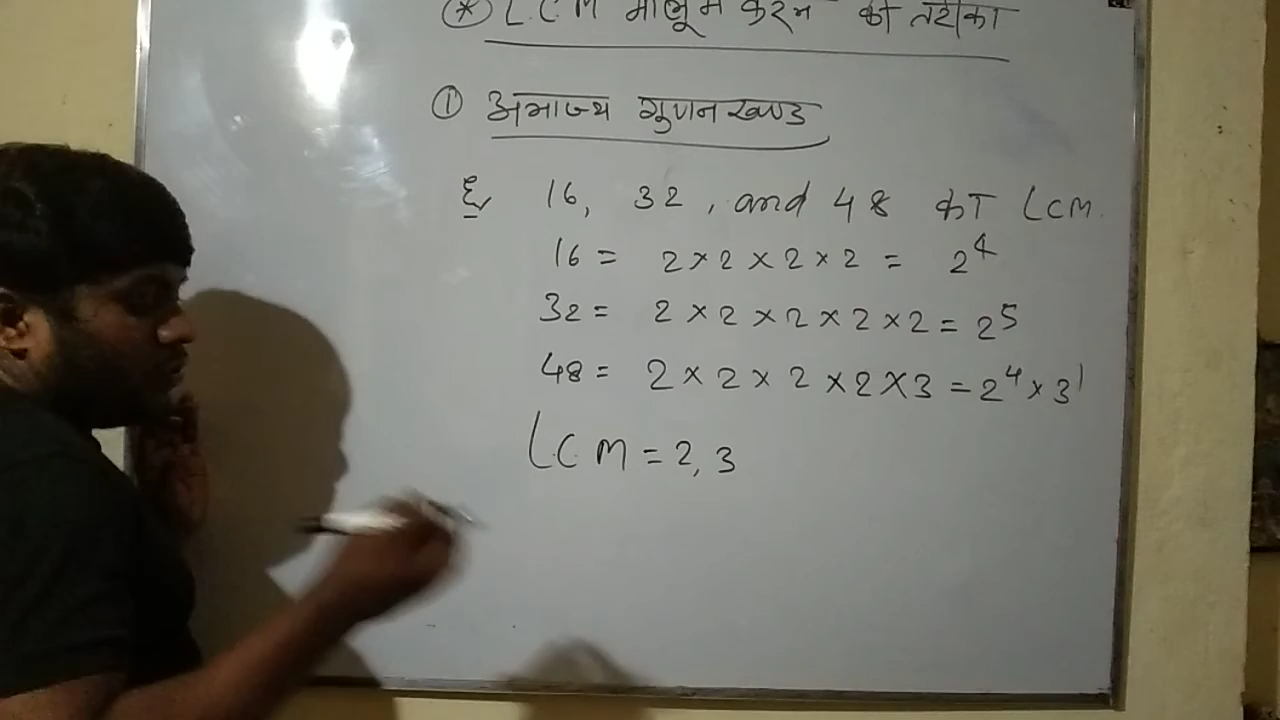 * L.C.M मालूम करने का तरीका
① अभाज्य गुणनखण्ड
16, 32, and 48 का LCM.
16 = 2 × 2 × 2 × 2 = 2⁴
32 = 2 × 2 × 2 × 2 × 2 = 2⁵
48 = 2 × 2 × 2 × 2 × 3 = 2⁴ × 3¹
LCM = 2, 3